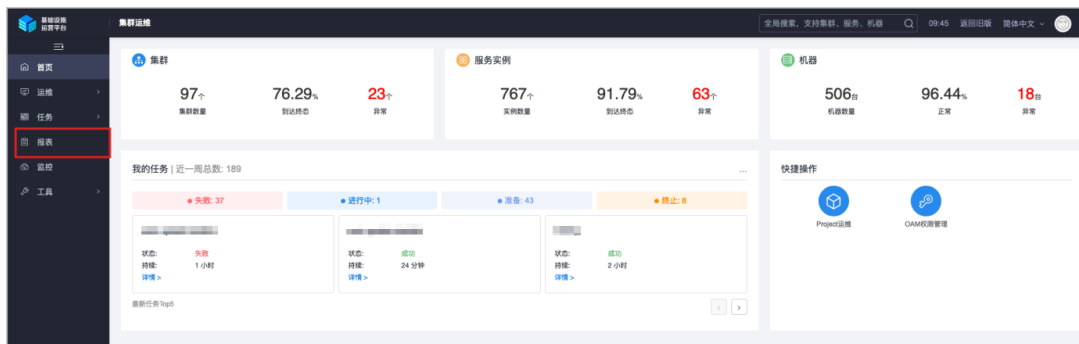 基础设施
运营平台
集群运维
全局搜索，支持集群、服务、机器
09:45 返回旧版 简体中文
首页
运维
任务
报表
监控
工具
集群
97个 76.29% 23个
集群数量 到达终态 异常
服务实例
767个 91.79% 63个
实例数量 到达终态 异常
机器
506台 96.44% 18台
机器数量 正常 异常
我的任务 | 近一周总数: 189
...
失败: 37 进行中: 1 准备: 43 终止: 8
状态: 失败
持续: 1 小时
详情 >
状态: 成功
持续: 24 分钟
详情 >
状态: 成功
持续: 2 小时
详情 >
最新任务Top5
快捷操作
Project运维 OAM权限管理